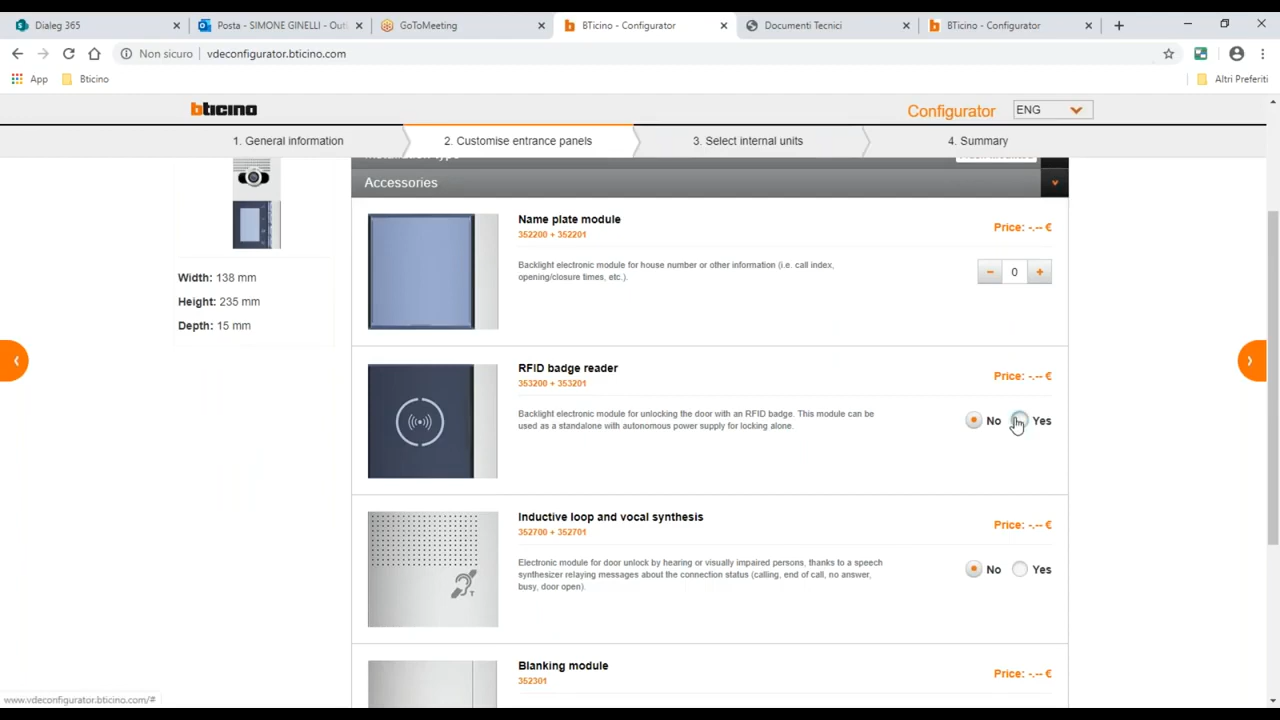 Dialeg 365
Posta - SIMONE GINELLI - Out
GoToMeeting
BTicino - Configurator
Documenti Tecnici
BTicino - Configurator
Non sicuro
vdeconfigurator.bticino.com
App
Bticino
Altri Preferiti
bticino
Configurator
ENG
1. General information
2. Customise entrance panels
3. Select internal units
4. Summary
Accessories
Width: 138 mm
Height: 235 mm
Depth: 15 mm
Name plate module
352200 + 352201
Price: -.-- €
Backlight electronic module for house number or other information (i.e. call index,
opening/closure times, etc.).
0
RFID badge reader
353200 + 353201
Price: -.-- €
Backlight electronic module for unlocking the door with an RFID badge. This module can be
used as a standalone with autonomous power supply for locking alone.
No
Yes
Inductive loop and vocal synthesis
352700 + 352701
Price: -.-- €
Electronic module for door unlock by hearing or visually impaired persons, thanks to a speech
synthesizer relaying messages about the connection status (calling, end of call, no answer,
busy, door open).
No
Yes
T
Blanking module
352301
Price: -.-- €
www.vdeconfigurator.bticino.com/#